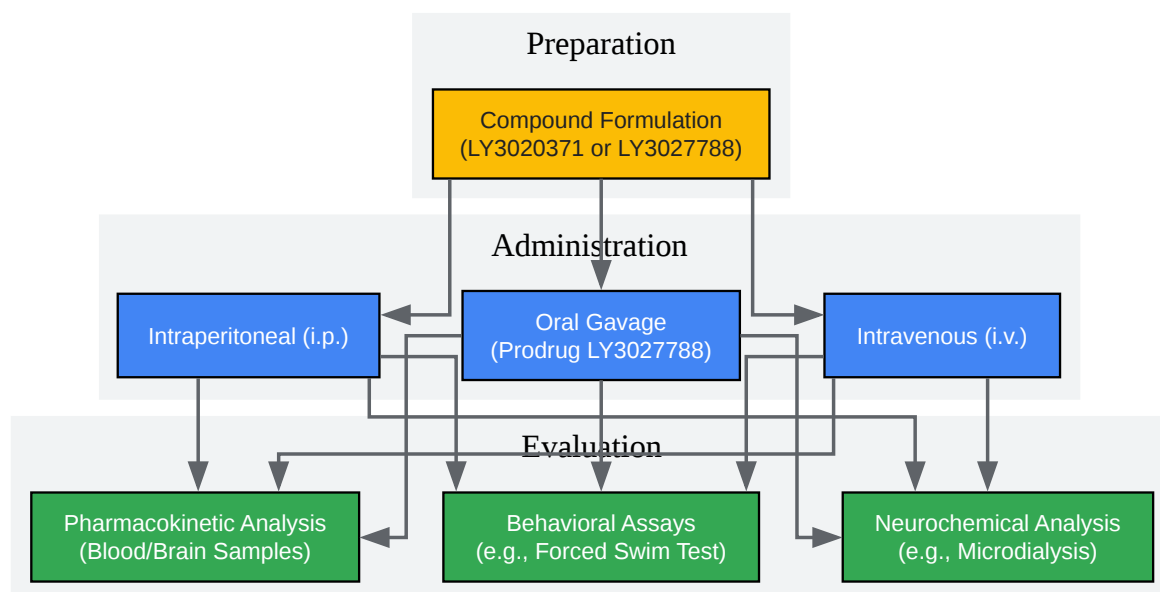 Preparation
Compound Formulation
(LY3020371 or LY3027788)
Administration
Intraperitoneal (i.p.)
Oral Gavage
(Prodrug LY3027788)
Intravenous (i.v.)
Evaluation
Pharmacokinetic Analysis
(Blood/Brain Samples)
Behavioral Assays
(e.g., Forced Swim Test)
Neurochemical Analysis
(e.g., Microdialysis)